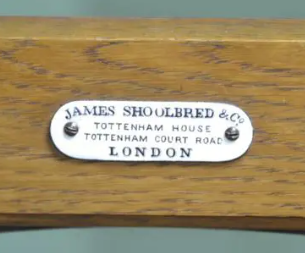 JAMES SHOOLBRED & Co
TOTTENHAM HOUSE
TOTTENHAM COURT ROAD
LONDON